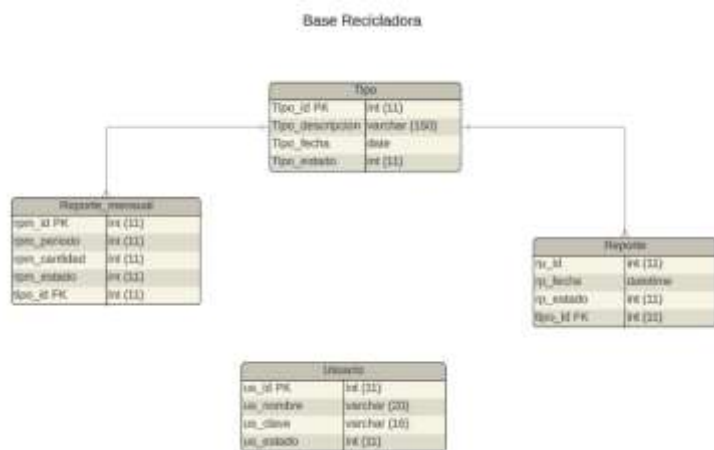 Base Recicladora
Tipo
Tipo_id PK int (11)
Tipo_descripcion varchar (150)
Tipo_fecha date
Tipo_estado int (11)
Reporte_mensual
rpm_id PK int (11)
rpm_periodo int (11)
rpm_cantidad int (11)
rpm_estado int (11)
tipo_id FK int (11)
Reporte
rp_id int (11)
rp_fecha datetime
rp_estado int (11)
tipo_id FK int (11)
Usuario
us_id PK int (11)
us_nombre varchar (20)
us_clave varchar (16)
us_estado int (11)